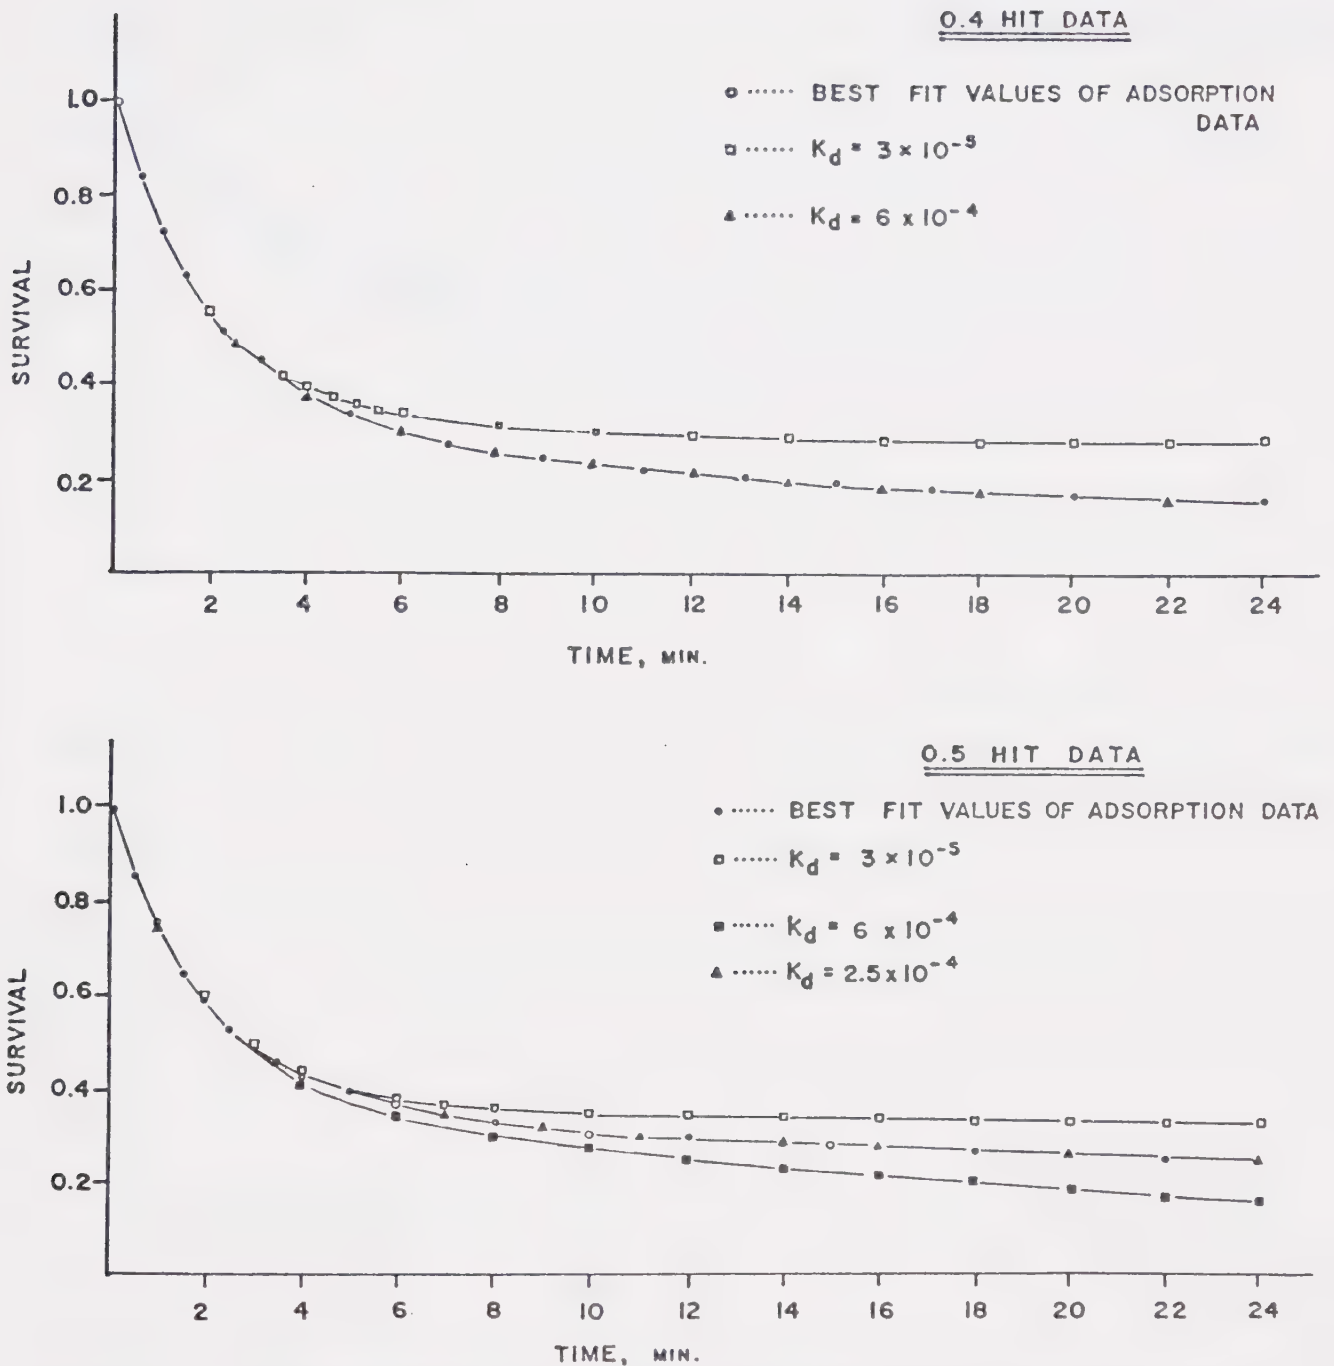 0.4 HIT DATA
○ ...... BEST FIT VALUES OF ADSORPTION
DATA
□ ...... Kd = 3 × 10⁻⁵
▲ ...... Kd = 6 × 10⁻⁴
1.0
0.8
0.6
0.4
0.2
SURVIVAL
2 4 6 8 10 12 14 16 18 20 22 24
TIME, MIN.
0.5 HIT DATA
● ...... BEST FIT VALUES OF ADSORPTION DATA
□ ...... Kd = 3 × 10⁻⁵
■ ...... Kd = 6 × 10⁻⁴
▲ ...... Kd = 2.5 × 10⁻⁴
1.0
0.8
0.6
0.4
0.2
SURVIVAL
2 4 6 8 10 12 14 16 18 20 22 24
TIME, MIN.